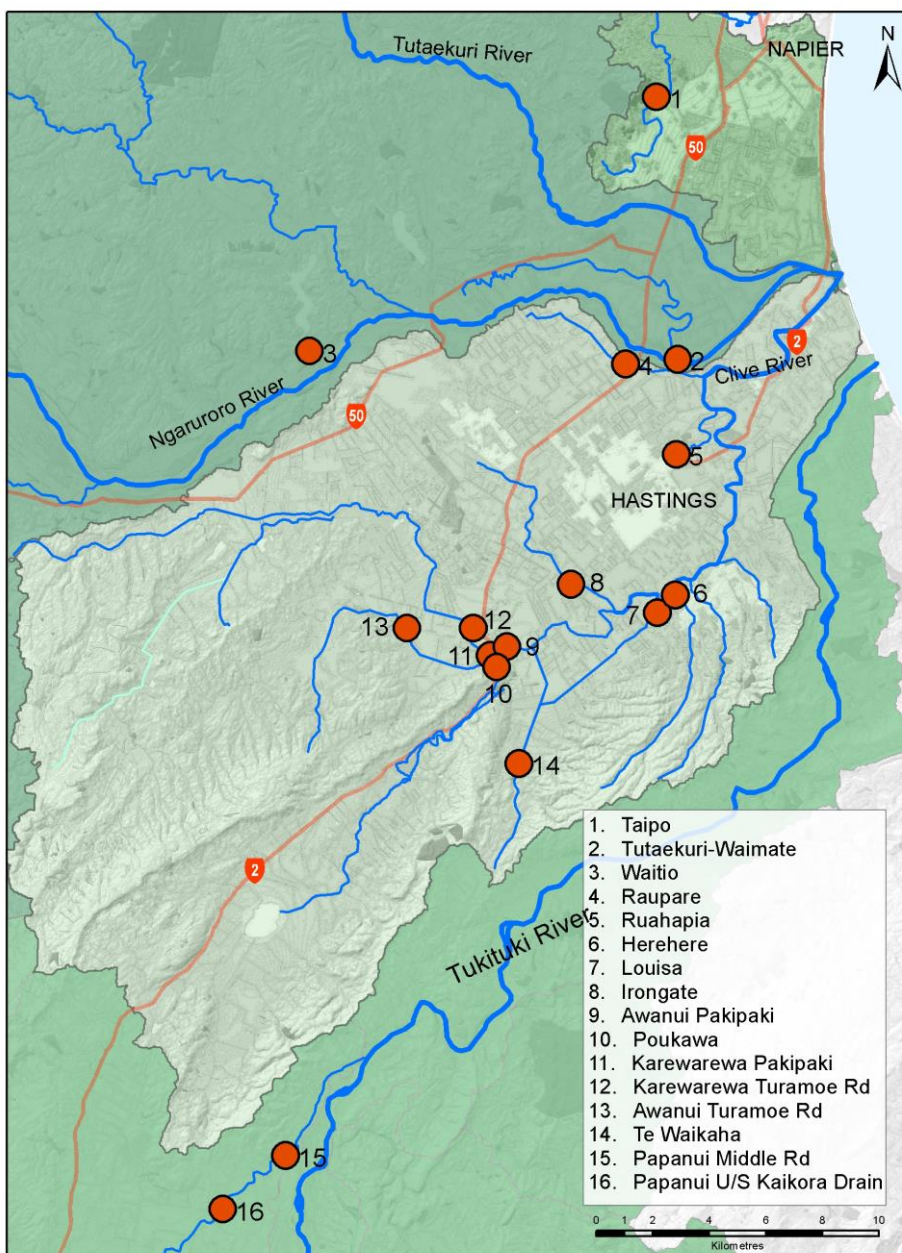 Tutaekuri River
NAPIER
N
1
50
3
Ngaruroro River
50
4
2
2
Clive River
5
HASTINGS
8
6
7
13
12
9
11
10
14
2
Tukituki River
15
16
1. Taipo
2. Tutaekuri-Waimate
3. Waitio
4. Raupare
5. Ruahapia
6. Herehere
7. Louisa
8. Irongate
9. Awanui Pakipaki
10. Poukawa
11. Karewarewa Pakipaki
12. Karewarewa Turamoe Rd
13. Awanui Turamoe Rd
14. Te Waikaha
15. Papanui Middle Rd
16. Papanui U/S Kaikora Drain
0 2 4 6 8 10
Kilometres